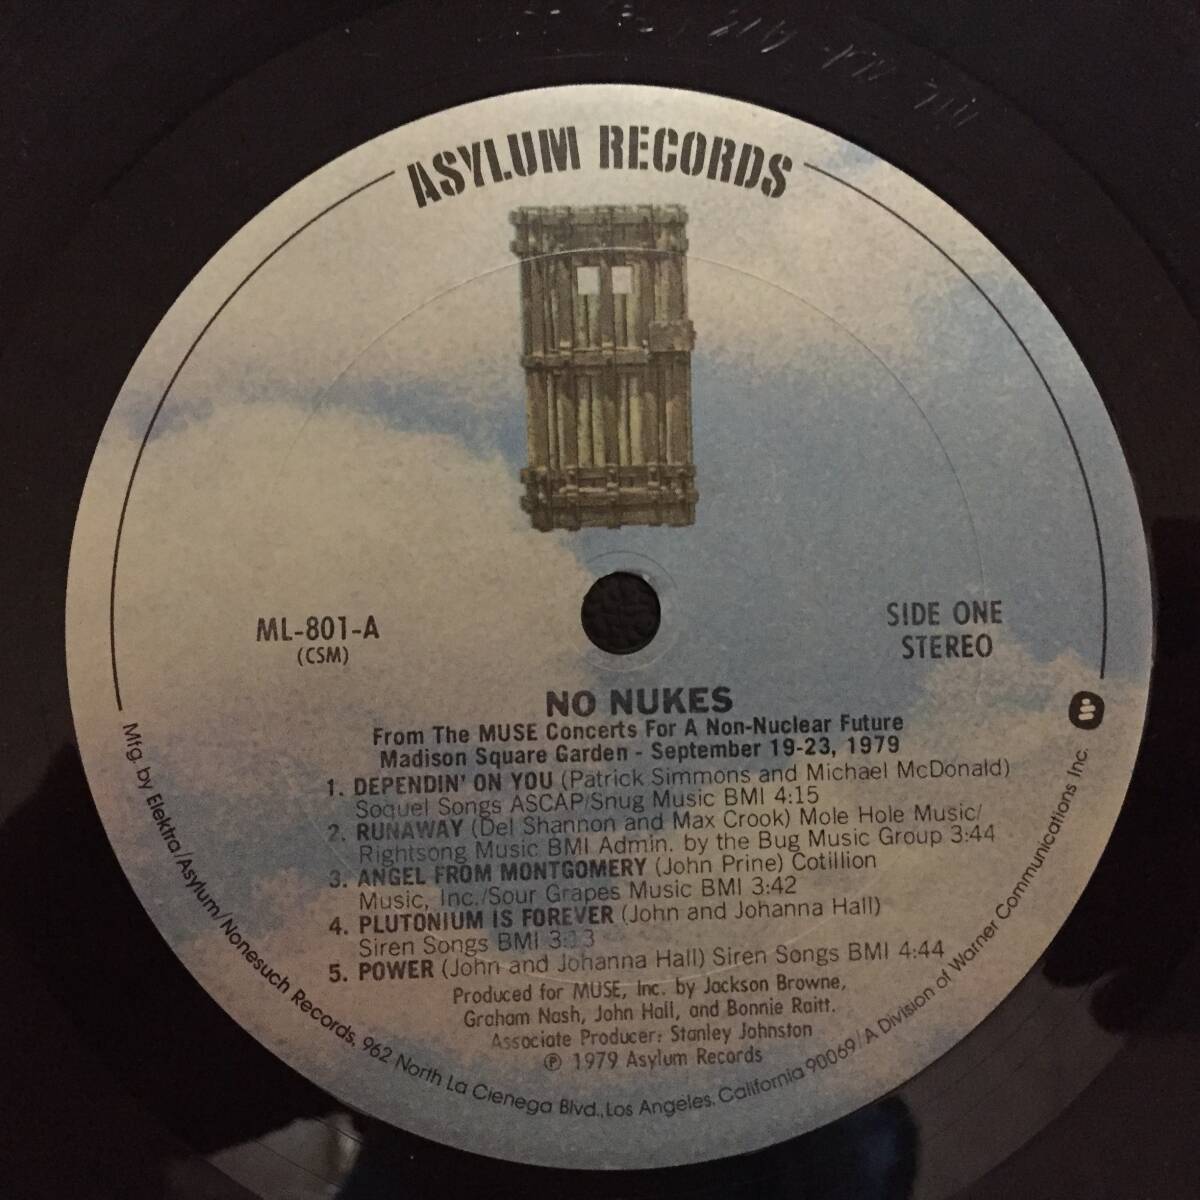 ASYLUM RECORDS
ML-801-A
(CSM)
SIDE ONE
STEREO
NO NUKES
From The MUSE Concerts For A Non-Nuclear Future
Madison Square Garden - September 19-23, 1979
1. DEPENDIN' ON YOU (Patrick Simmons and Michael McDonald)
Soquel Songs ASCAP/Snug Music BMI 4:15
2. RUNAWAY (Del Shannon and Max Crook) Mole Hole Music/
Rightsong Music BMI Admin. by the Bug Music Group 3:44
3. ANGEL FROM MONTGOMERY (John Prine) Cotillion
Music, Inc./Sour Grapes Music BMI 3:42
4. PLUTONIUM IS FOREVER (John and Johanna Hall)
Siren Songs BMI 3:13
5. POWER (John and Johanna Hall) Siren Songs BMI 4:44
Produced for MUSE, Inc. by Jackson Browne,
Graham Nash, John Hall, and Bonnie Raitt.
Associate Producer: Stanley Johnston
℗ 1979 Asylum Records
Mfg. by Elektra/Asylum/Nonesuch Records, 962 North La Cienega Blvd., Los Angeles, California 90069/A Division of Warner Communications Inc.